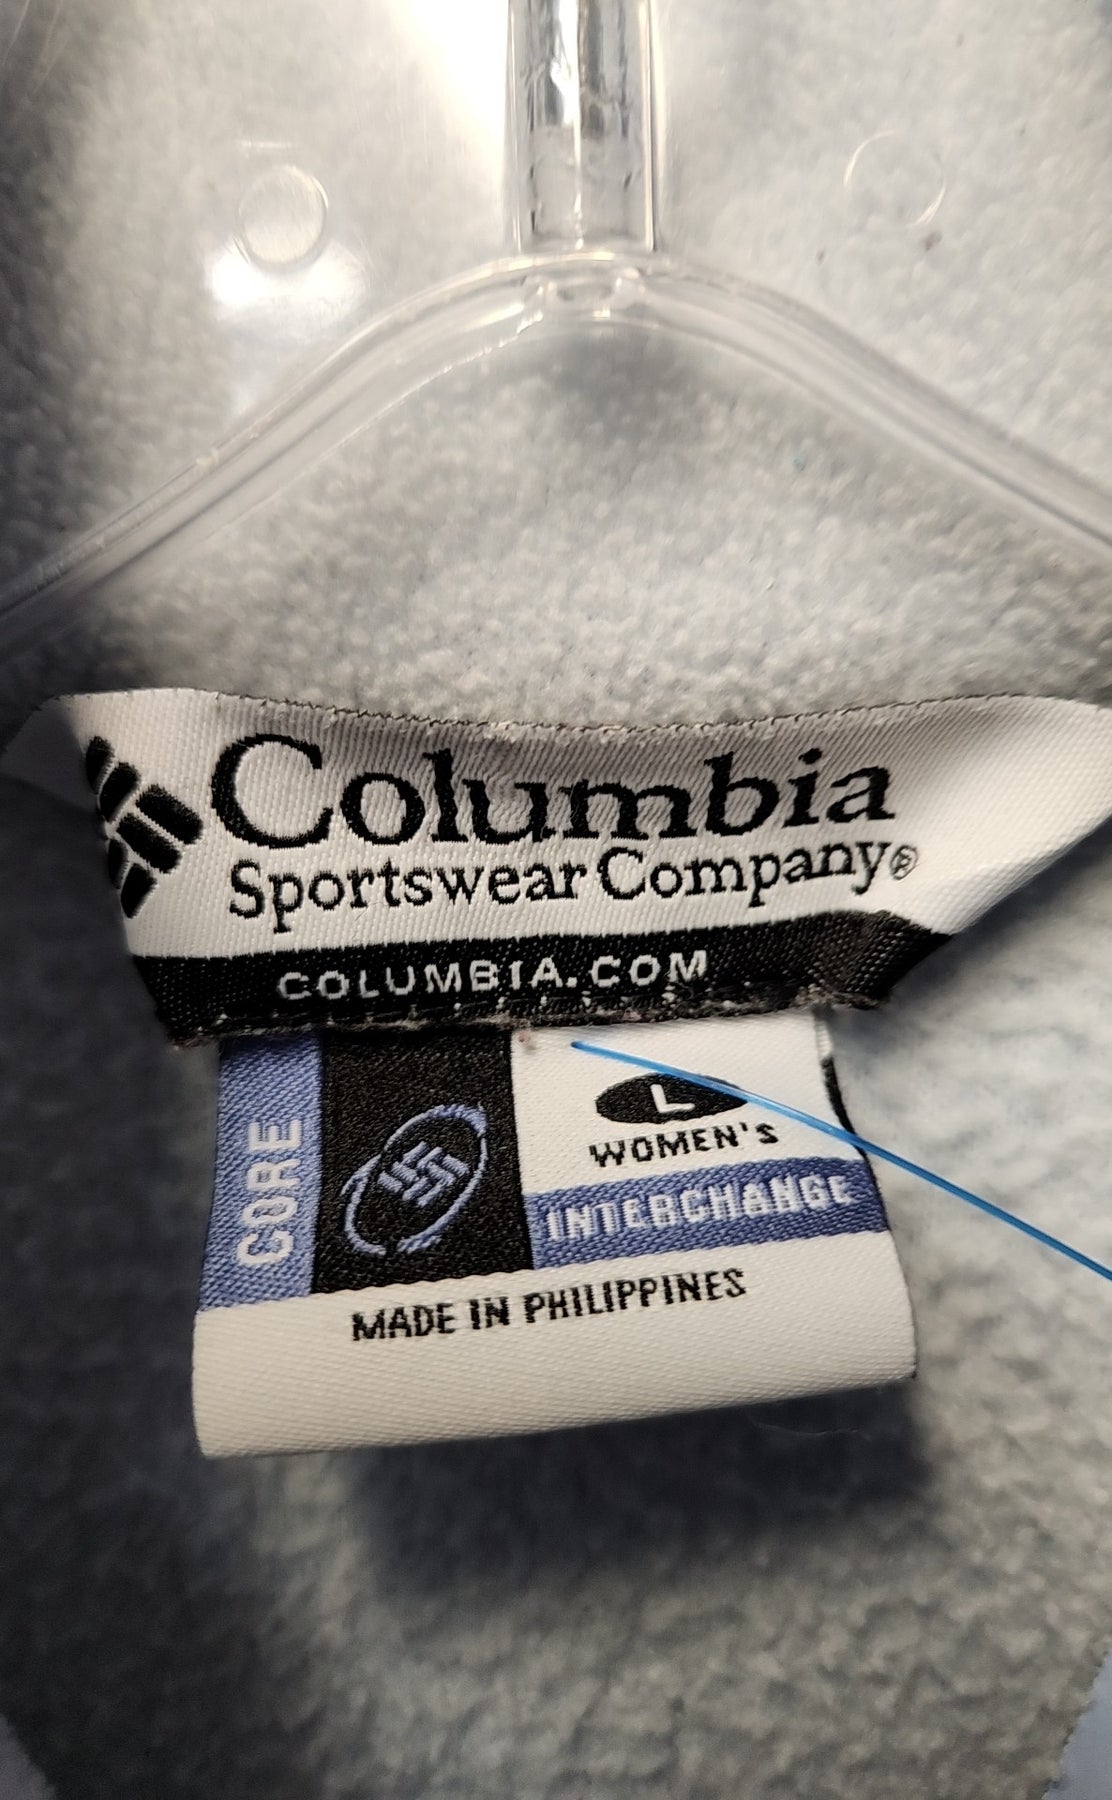 Columbia
Sportswear Company®
COLUMBIA.COM
CORE
L
WOMEN'S
INTERCHANGE
MADE IN PHILIPPINES